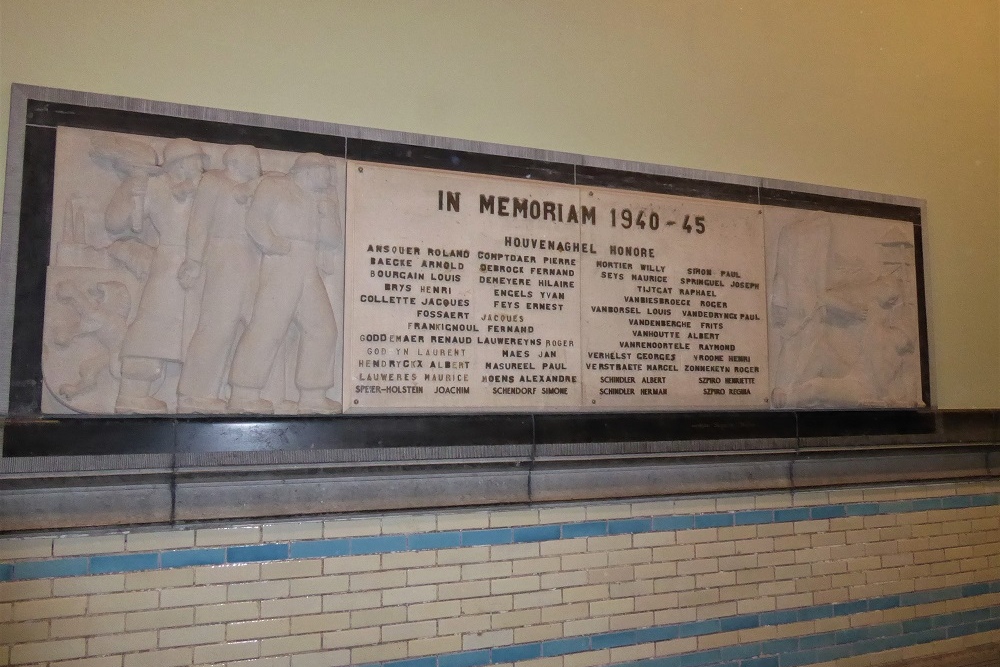 IN MEMORIAM 1940-45
HOUVENAGHEL HONORE
ANSQUER ROLAND COMPTDAER PIERRE
BAECKE ARNOLD DEBROCK FERNAND
BOURGAIN LOUIS DEMEYERE HILAIRE
BRYS HENRI ENGELS YVAN
COLLETTE JACQUES FEYS ERNEST
FOSSAERT JACQUES
FRANKIGNOUL FERNAND
GODDEMAER RENAUD LAUWEREYNS ROGER
GODYN LAURENT MAES JAN
HENDRYCKX ALBERT MASUREEL PAUL
LAUWERES MAURICE MOENS ALEXANDRE
SPEIER-HOLSTEIN JOACHIM SCHENDORF SIMONE
MORTIER WILLY SIMON PAUL
SEYS MAURICE SPRINGUEL JOSEPH
TIJTGAT RAPHAEL
VANBIESBROECK ROGER
VANBORSEL LOUIS VANDEDRYNCK PAUL
VANDENBERGHE FRITS
VANHOUTTE ALBERT
VANREMOORTELE RAYMOND
VERHELST GEORGES VROOME HENRI
VERSTRAETE MARCEL ZONNEKEYN ROGER
SCHINDLER ALBERT SZPIRO HENRIETTE
SCHINDLER HERMAN SZPIRO REGINA